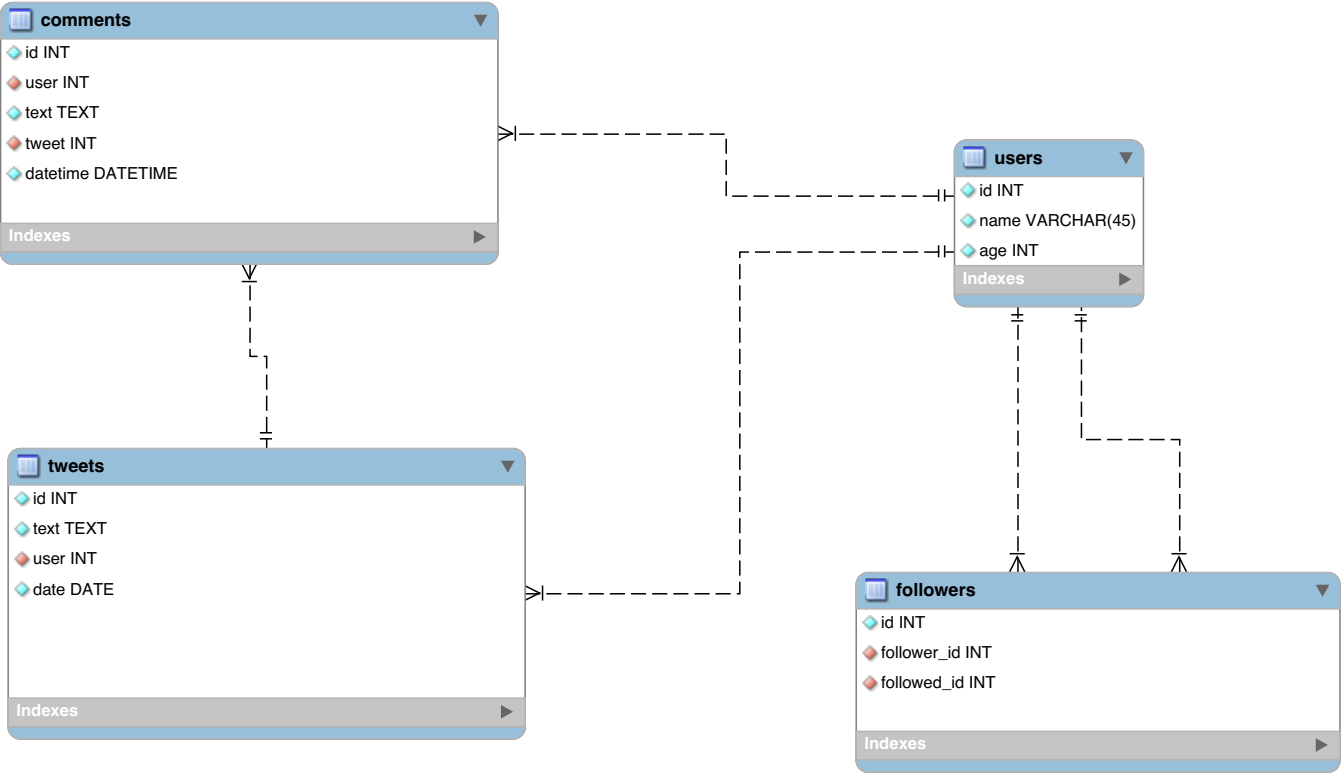 comments
id INT
user INT
text TEXT
tweet INT
datetime DATETIME
Indexes
users
id INT
name VARCHAR(45)
age INT
Indexes
tweets
id INT
text TEXT
user INT
date DATE
Indexes
followers
id INT
follower_id INT
followed_id INT
Indexes